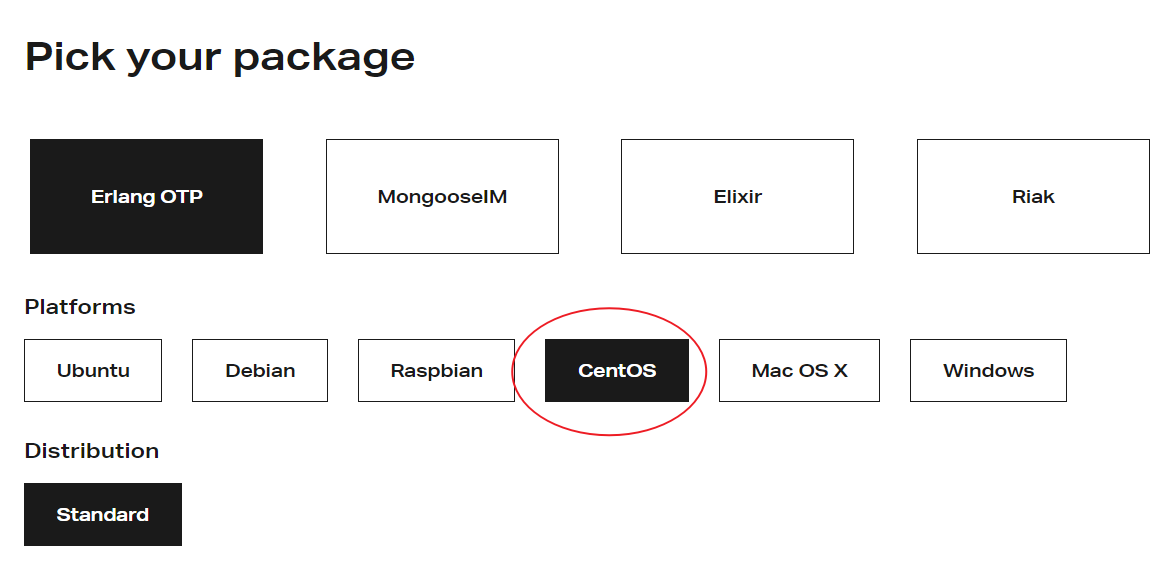 Pick your package
Erlang OTP MongooseIM Elixir Riak
Platforms
Ubuntu Debian Raspbian CentOS Mac OS X Windows
Distribution
Standard